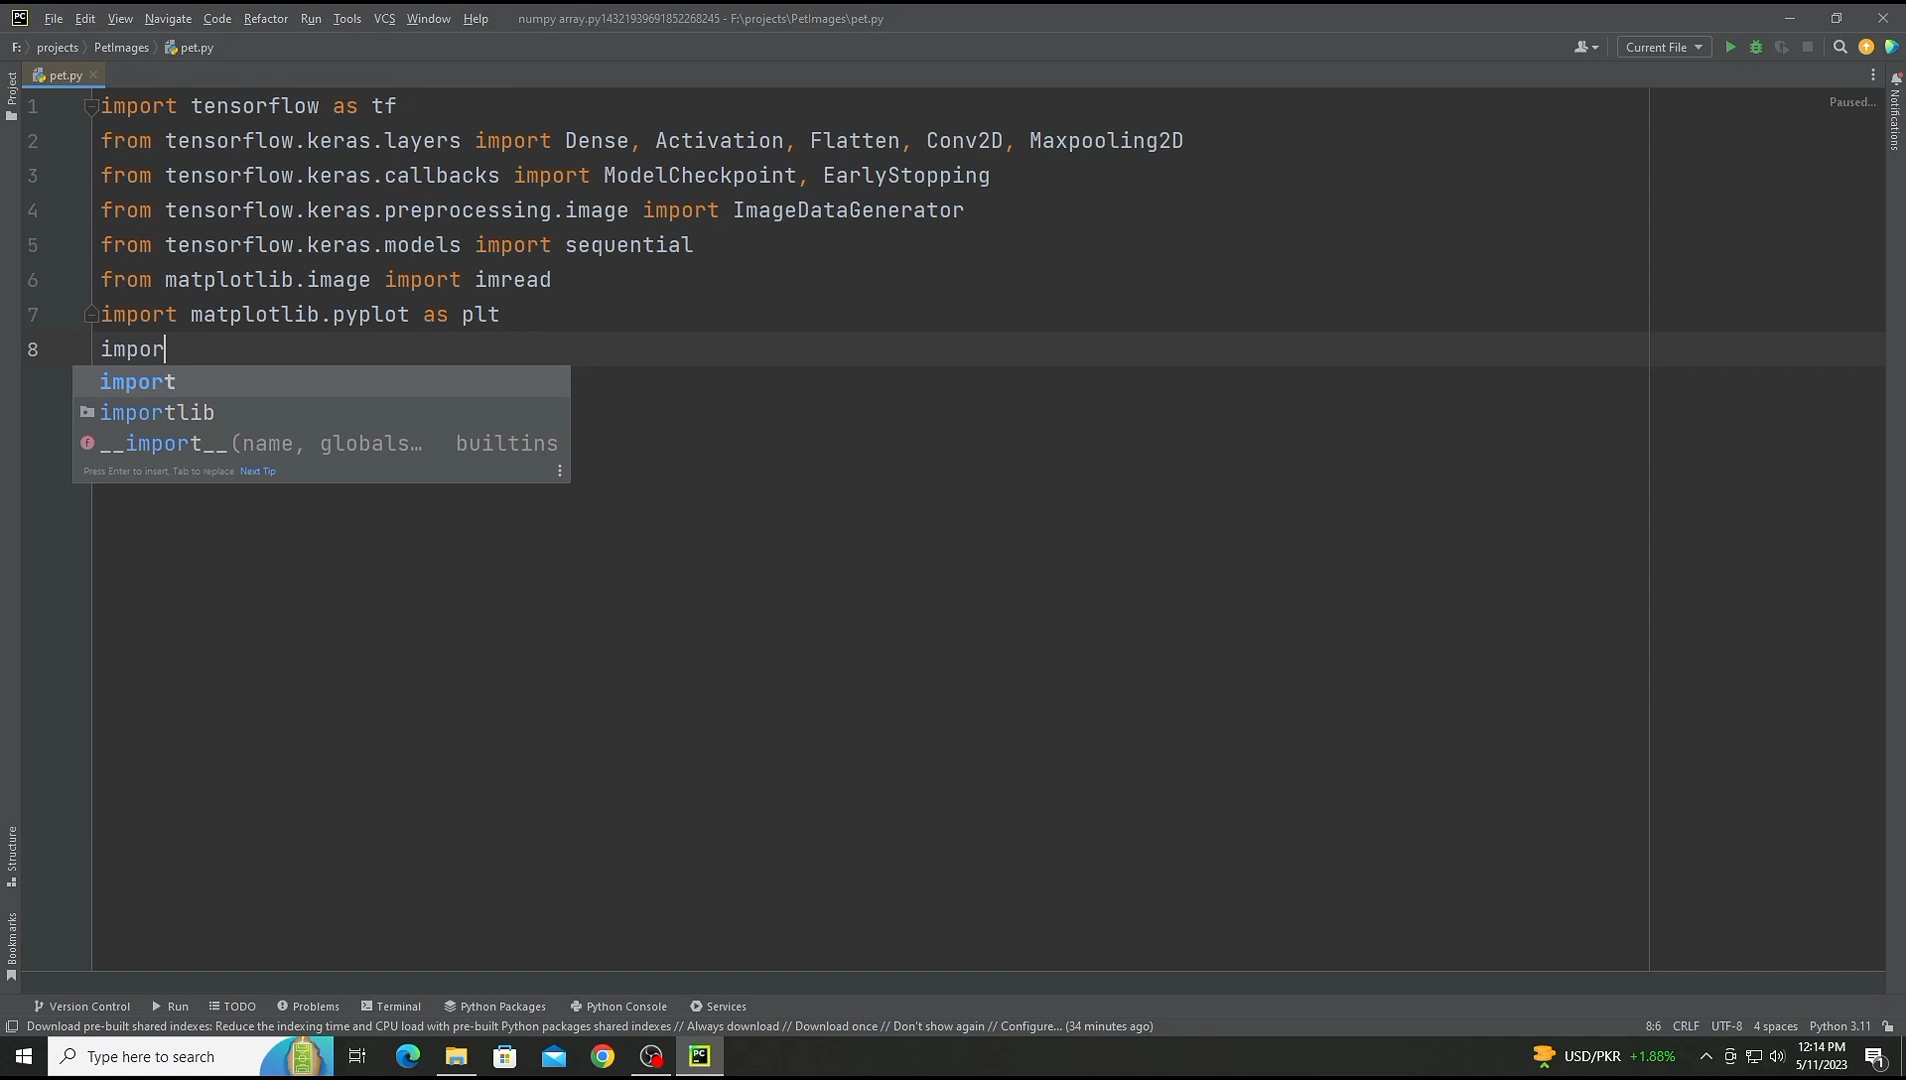 PC File Edit View Navigate Code Refactor Run Tools VCS Window Help numpy array.py14321939691852268245 - F:\projects\PetImages\pet.py
F: projects PetImages pet.py Current File
pet.py
Project
Notifications
Paused...
1 import tensorflow as tf
2 from tensorflow.keras.layers import Dense, Activation, Flatten, Conv2D, Maxpooling2D
3 from tensorflow.keras.callbacks import ModelCheckpoint, EarlyStopping
4 from tensorflow.keras.preprocessing.image import ImageDataGenerator
5 from tensorflow.keras.models import sequential
6 from matplotlib.image import imread
7 import matplotlib.pyplot as plt
8 impor
import
importlib
f __import__(name, globals… builtins
Press Enter to insert, Tab to replace Next Tip
Structure
Bookmarks
Version Control Run TODO Problems Terminal Python Packages Python Console Services
Download pre-built shared indexes: Reduce the indexing time and CPU load with pre-built Python packages shared indexes // Always download // Download once // Don't show again // Configure... (34 minutes ago) 8:6 CRLF UTF-8 4 spaces Python 3.11
Type here to search PC USD/PKR +1.88% 12:14 PM
5/11/2023 1